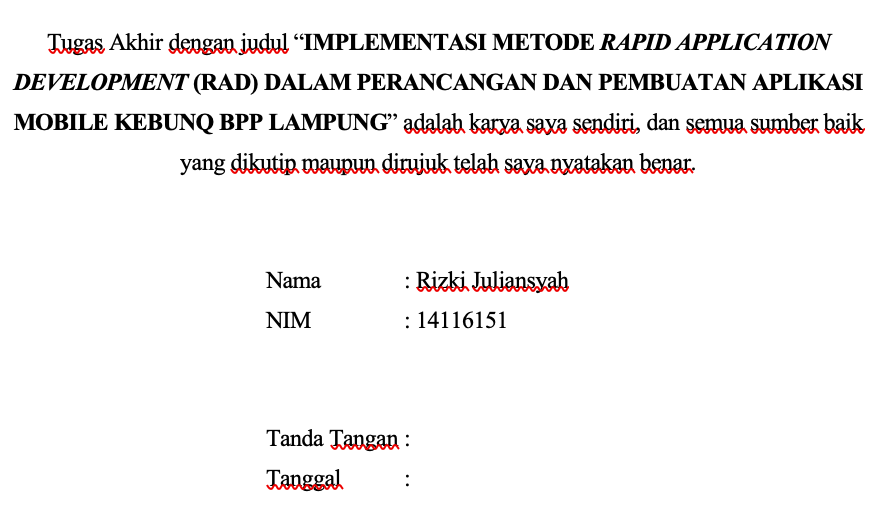 Tugas Akhir dengan judul “IMPLEMENTASI METODE RAPID APPLICATION
DEVELOPMENT (RAD) DALAM PERANCANGAN DAN PEMBUATAN APLIKASI
MOBILE KEBUNQ BPP LAMPUNG” adalah karya saya sendiri, dan semua sumber baik
yang dikutip maupun dirujuk telah saya nyatakan benar.
Nama : Rizki Juliansyah
NIM : 14116151
Tanda Tangan :
Tanggal :